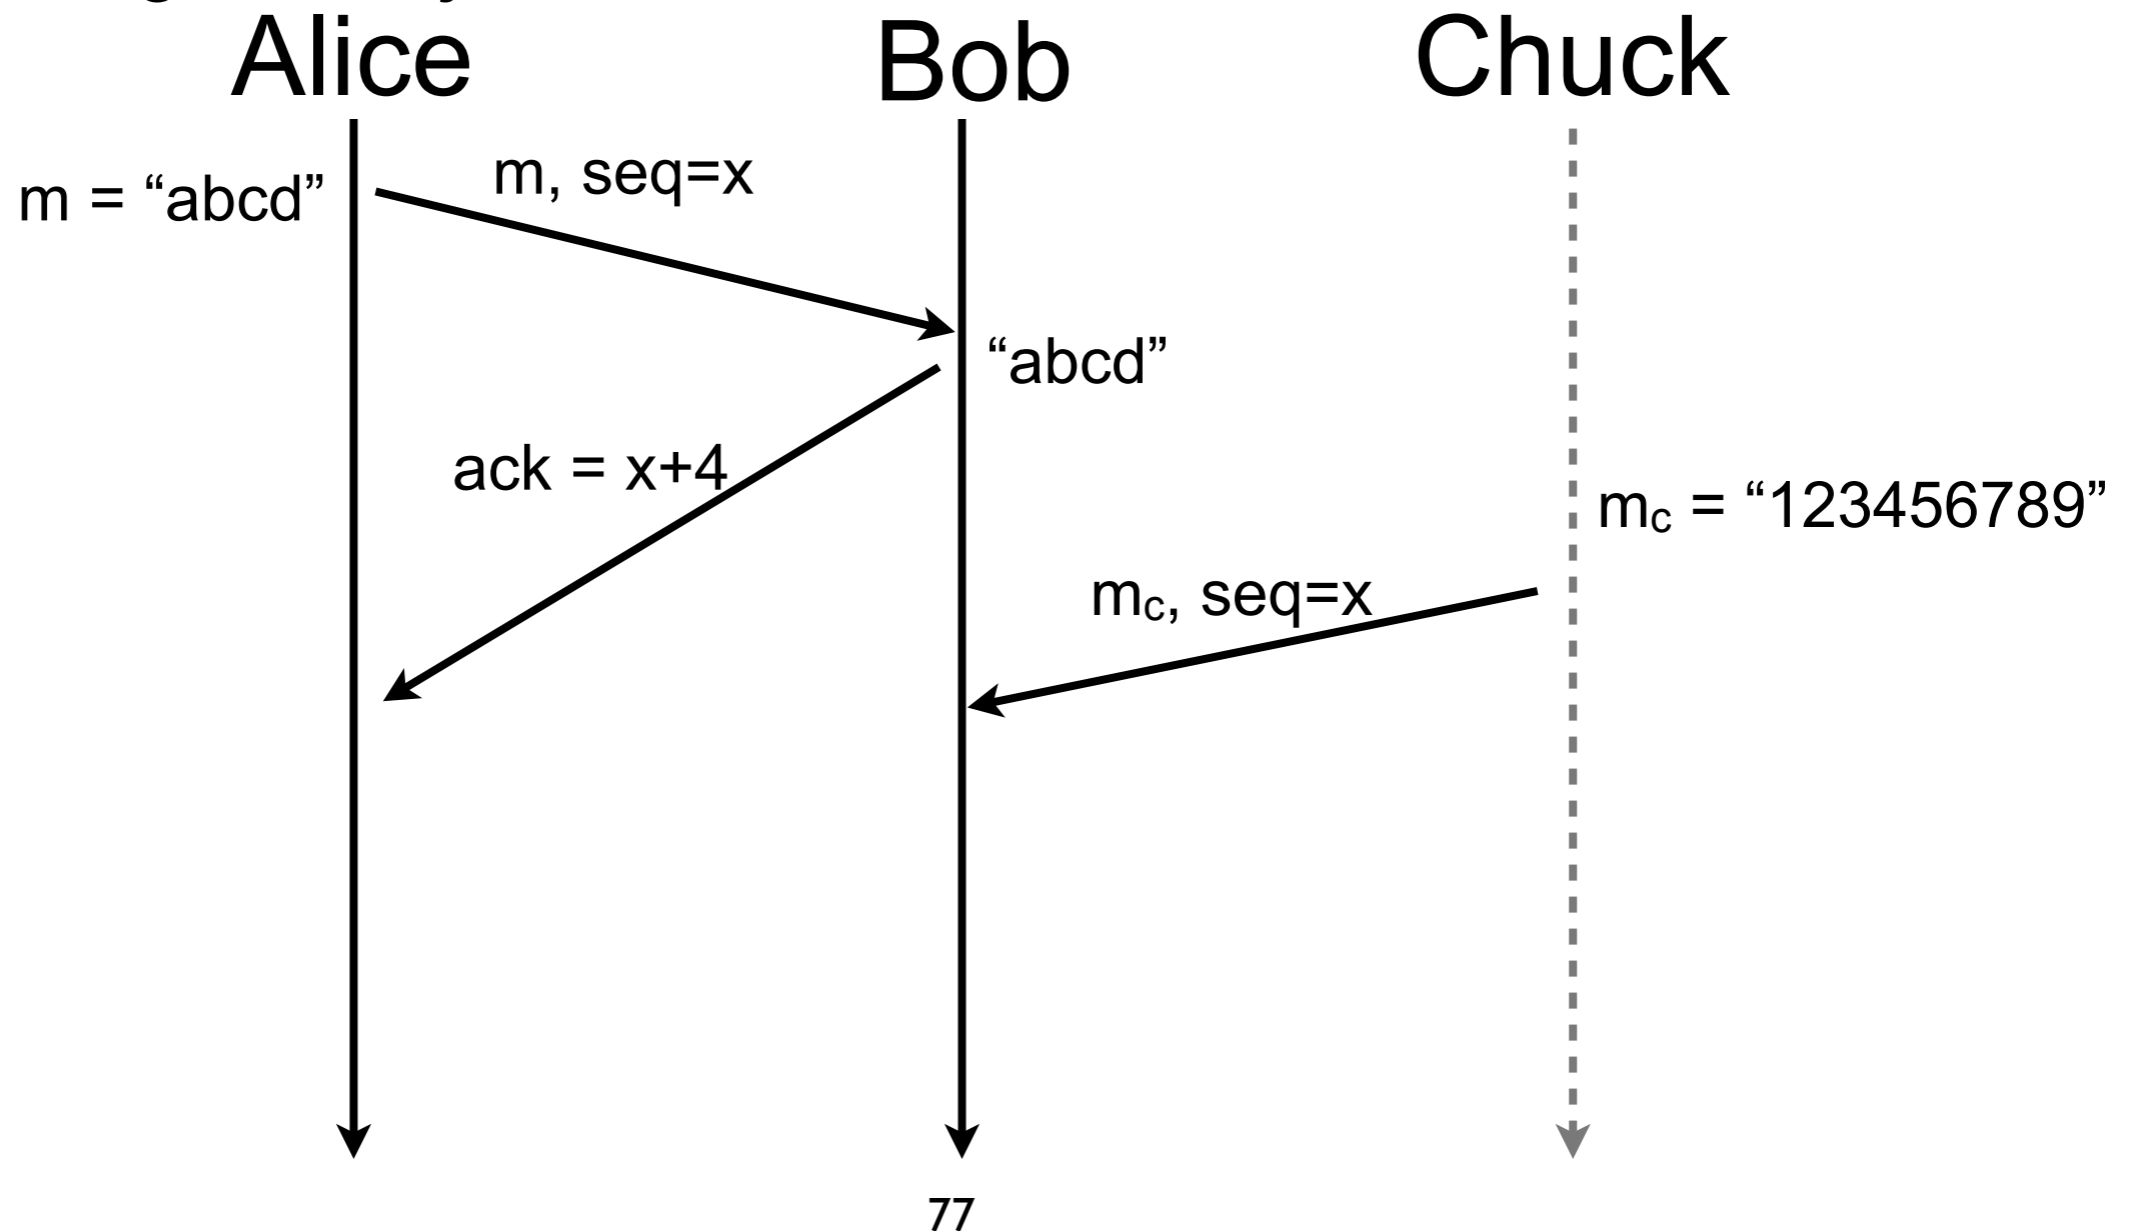 Alice
Bob
Chuck
m = “abcd”
m, seq=x
“abcd”
ack = x+4
mc = “123456789”
mc, seq=x
77